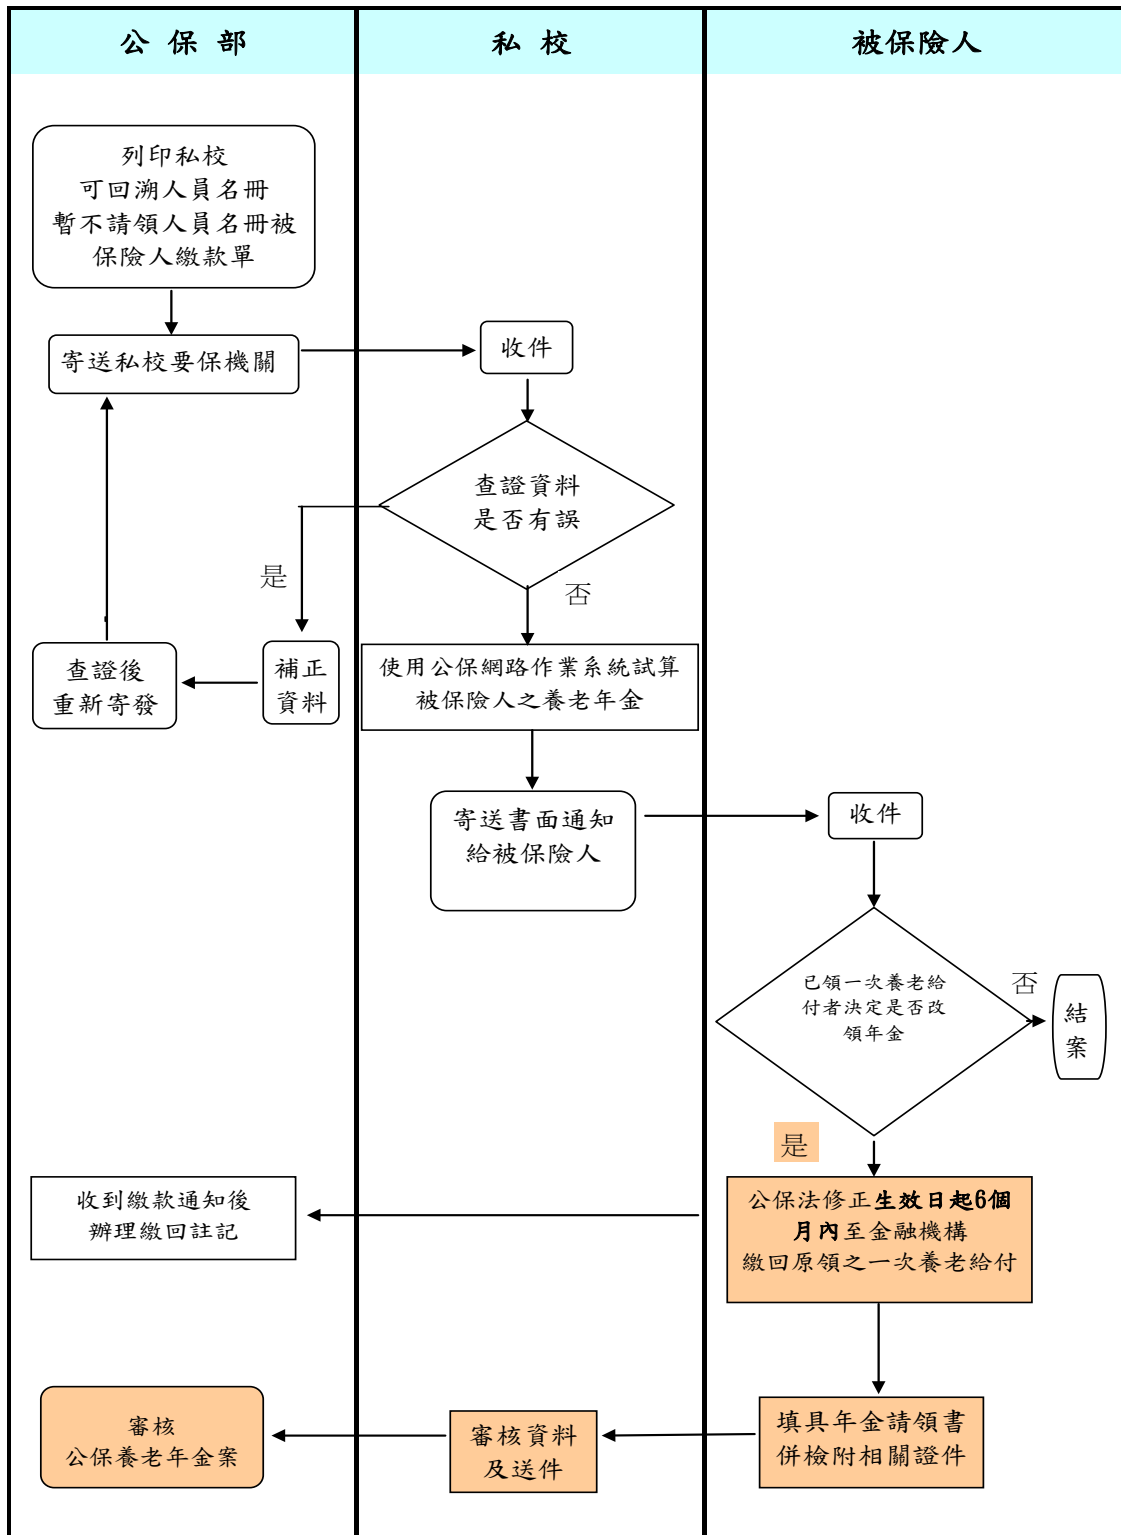 公 保 部
私 校
被保險人
列印私校
可回溯人員名冊
暫不請領人員名冊被
保險人繳款單
寄送私校要保機關
收件
查證資料
是否有誤
是
否
查證後
重新寄發
補正
資料
使用公保網路作業系統試算
被保險人之養老年金
寄送書面通知
給被保險人
收件
已領一次養老給
付者決定是否改
領年金
否
結
案
是
收到繳款通知後
辦理繳回註記
公保法修正生效日起6個
月內至金融機構
繳回原領之一次養老給付
審核
公保養老年金案
審核資料
及送件
填具年金請領書
併檢附相關證件